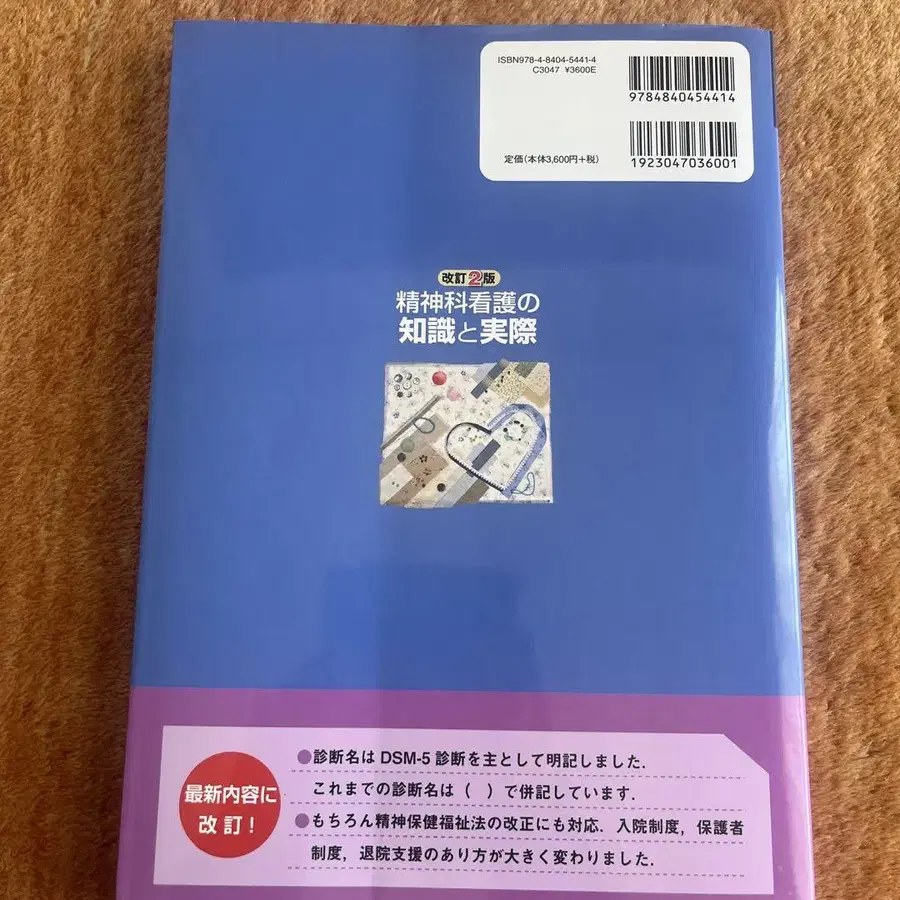 ISBN978-4-8404-5441-4
C3047 ¥3600E
9784840454414
定価(本体3,600円+税)
1923047036001
改訂2版
精神科看護の
知識と実際
最新内容に
改訂!
●診断名は DSM-5 診断を主として明記しました.
これまでの診断名は ( ) で併記しています.
●もちろん精神保健福祉法の改正にも対応. 入院制度, 保護者
制度, 退院支援のあり方が大きく変わりました.